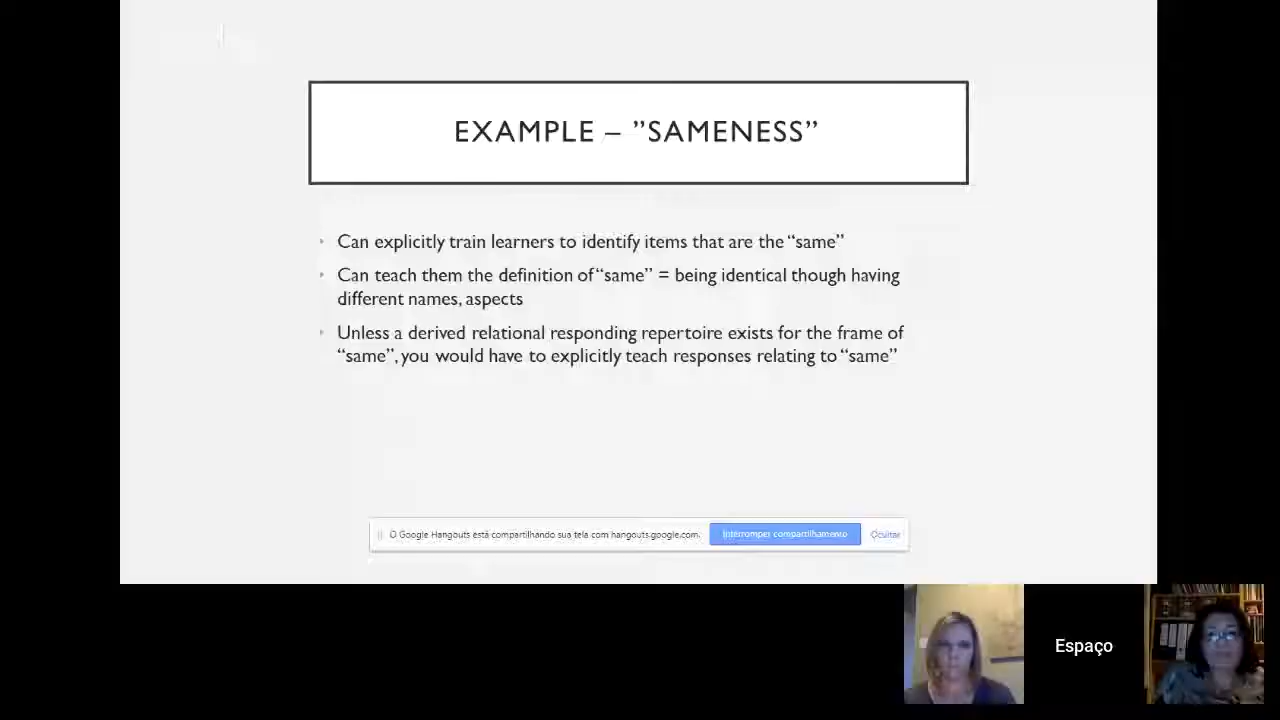 EXAMPLE – ”SAMENESS”
Can explicitly train learners to identify items that are the “same”
Can teach them the definition of “same” = being identical though having
different names, aspects
Unless a derived relational responding repertoire exists for the frame of
“same”, you would have to explicitly teach responses relating to “same”
O Google Hangouts está compartilhando sua tela com hangouts.google.com.
Interromper compartilhamento
Ocultar
Espaço